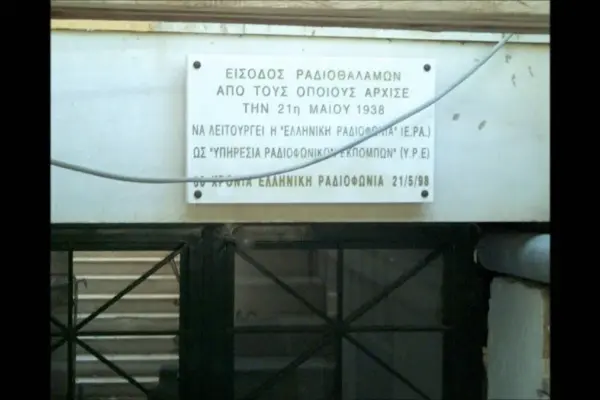 ΕΙΣΟΔΟΣ ΡΑΔΙΟΘΑΛΑΜΩΝ
ΑΠΟ ΤΟΥΣ ΟΠΟΙΟΥΣ ΑΡΧΙΣΕ
ΤΗΝ 21η ΜΑΙΟΥ 1938
ΝΑ ΛΕΙΤΟΥΡΓΕΙ Η "ΕΛΛΗΝΙΚΗ ΡΑΔΙΟΦΩΝΙΑ" (Ε.ΡΑ.)
ΩΣ "ΥΠΗΡΕΣΙΑ ΡΑΔΙΟΦΩΝΙΚΩΝ ΕΚΠΟΜΠΩΝ" (Υ.Ρ.Ε)
60 ΧΡΟΝΙΑ ΕΛΛΗΝΙΚΗ ΡΑΔΙΟΦΩΝΙΑ 21/5/98